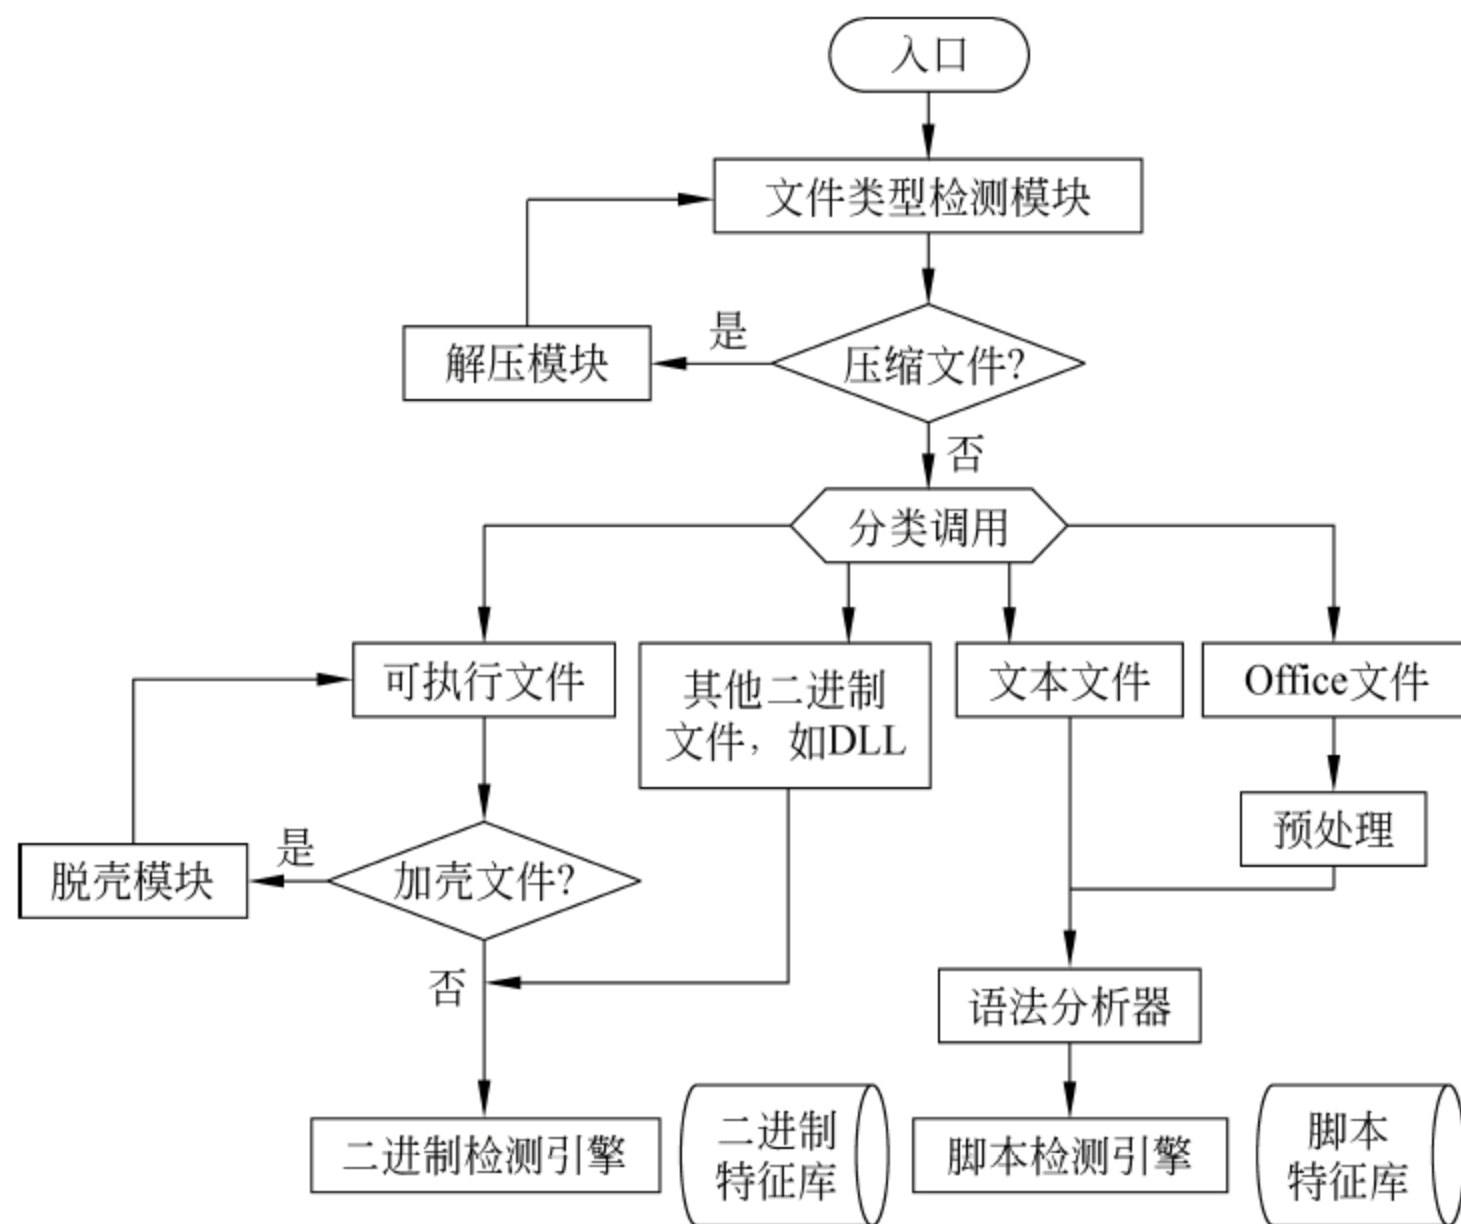 入口
文件类型检测模块
是
解压模块
压缩文件?
否
分类调用
可执行文件
其他二进制
文件，如DLL
文本文件
Office文件
预处理
是
脱壳模块
加壳文件?
否
语法分析器
二进制检测引擎
二进制
特征库
脚本检测引擎
脚本
特征库